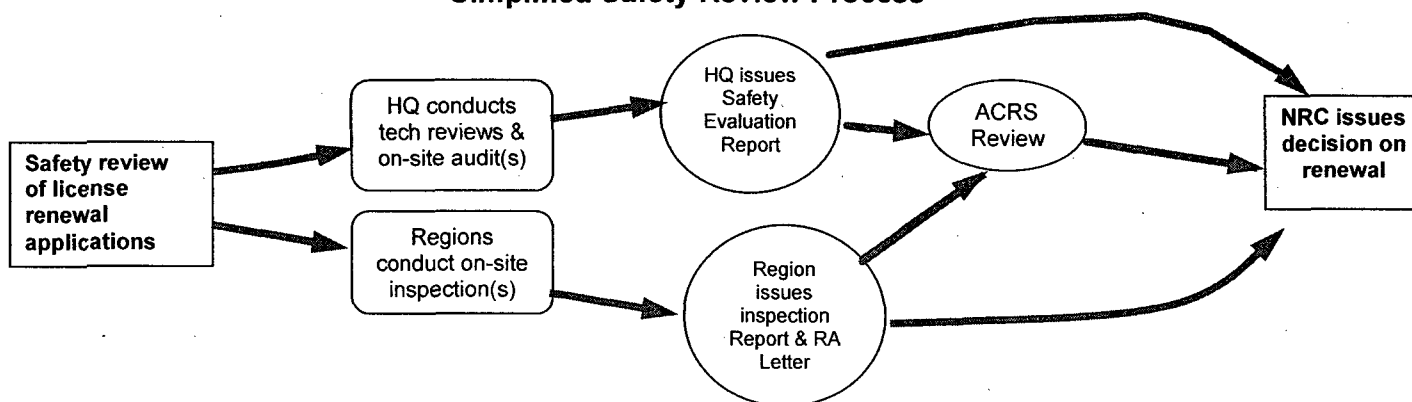 Simplified Safety Review Process
Safety review
of license
renewal
applications
HQ conducts
tech reviews &
on-site audit(s)
Regions
conduct on-site
inspection(s)
HQ issues
Safety
Evaluation
Report
Region
issues
inspection
Report & RA
Letter
ACRS
Review
NRC issues
decision on
renewal